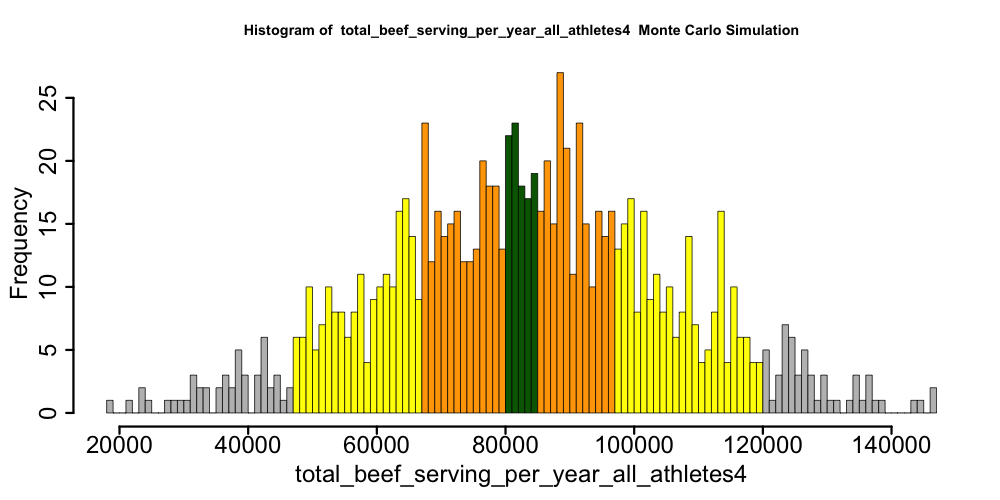 Histogram of  total_beef_serving_per_year_all_athletes4  Monte Carlo Simulation
Frequency
25
20
15
10
5
0
20000 40000 60000 80000 100000 120000 140000
total_beef_serving_per_year_all_athletes4